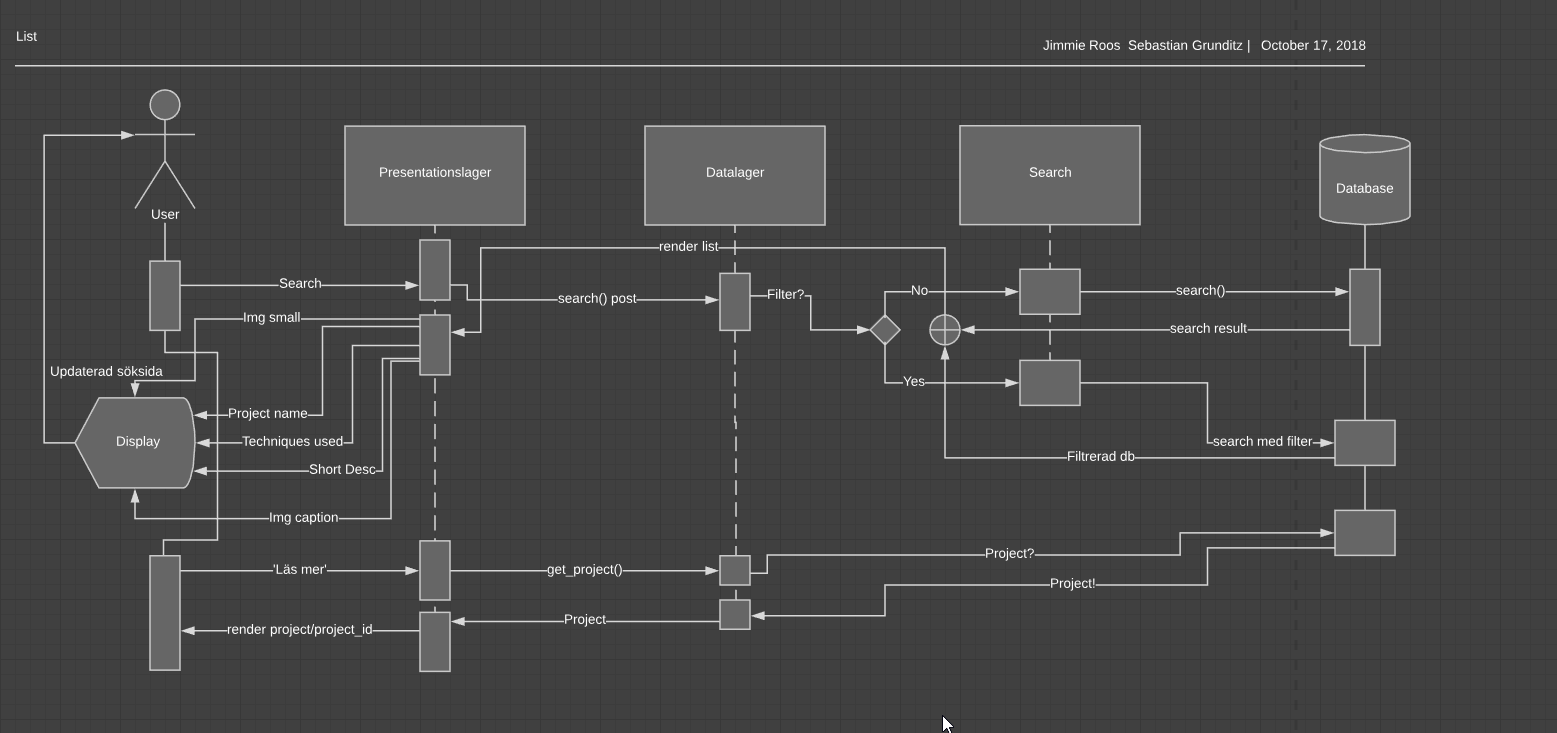 List
Jimmie Roos  Sebastian Grunditz |   October 17, 2018
User
Presentationslager
Datalager
Search
Database
render list
Search
search() post
Filter?
No
search()
Img small
search result
Updaterad söksida
Yes
Project name
Display
Techniques used
search med filter
Filtrerad db
Short Desc
Img caption
Project?
'Läs mer'
get_project()
Project!
Project
render project/project_id